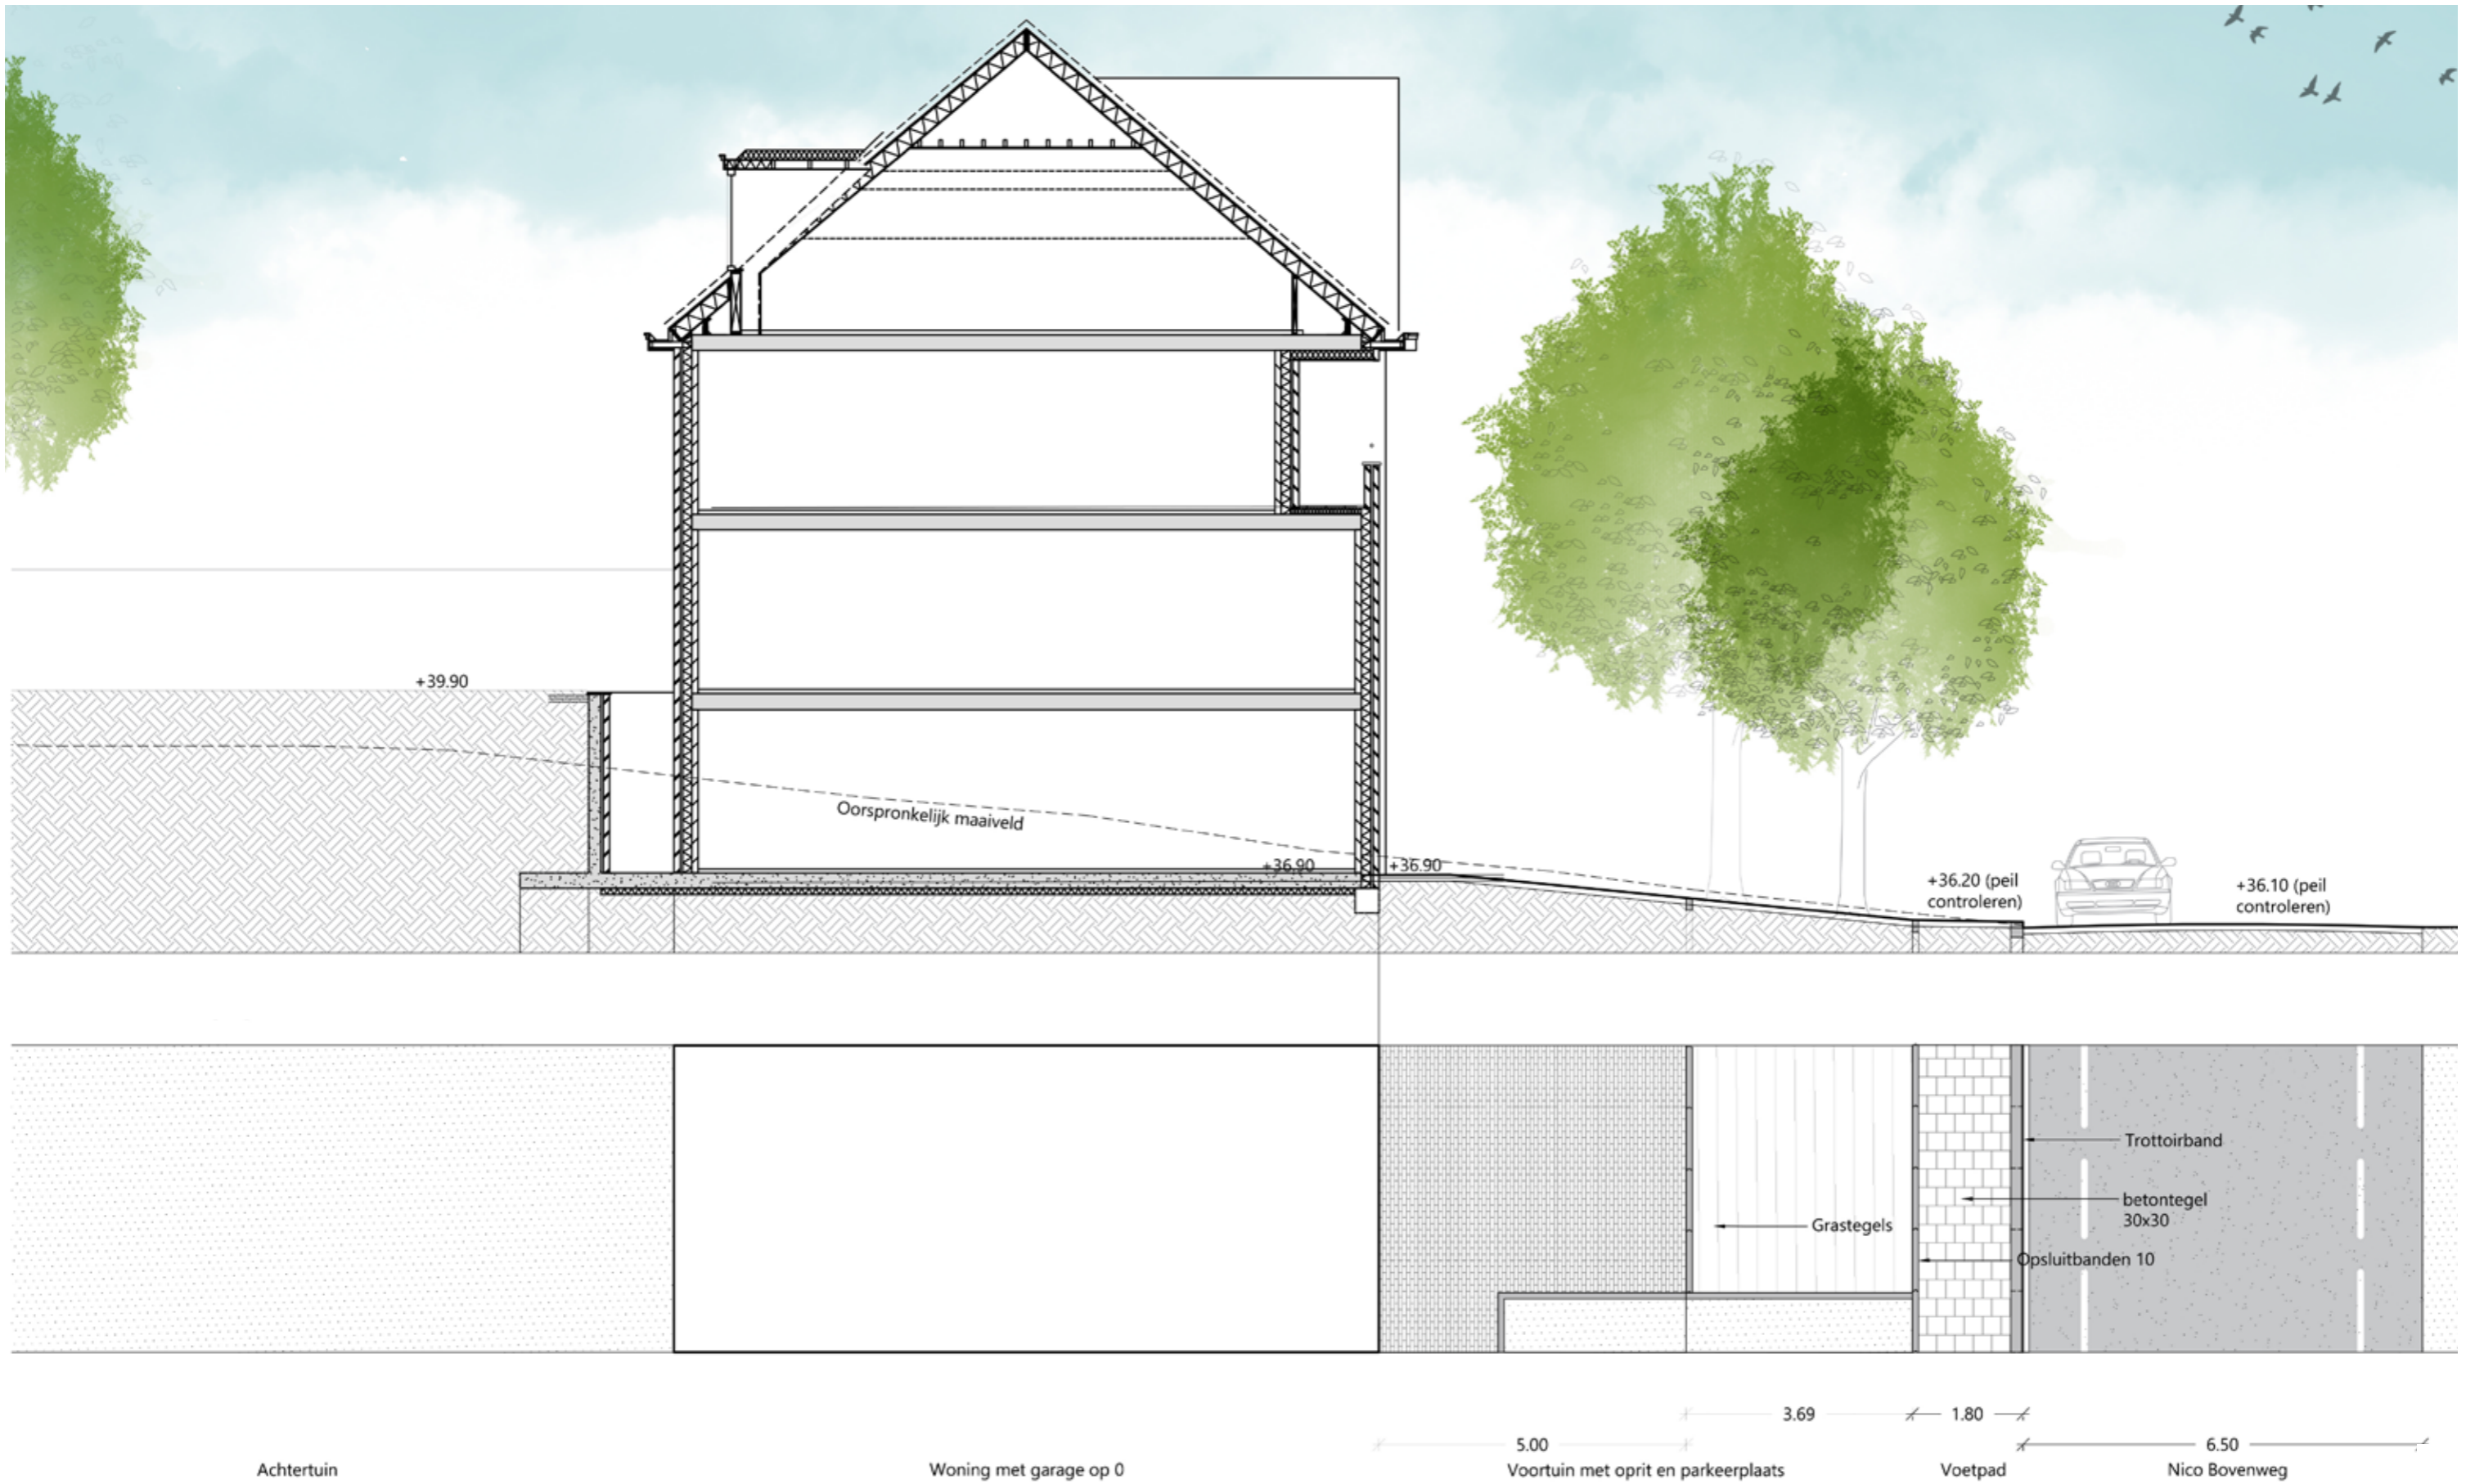 +39.90
Oorspronkelijk maaiveld
+36.90
+36.90
+36.20 (peil
controleren)
+36.10 (peil
controleren)
Trottoirband
betontegel
30x30
Grastegels
Opsluitbanden 10
3.69
1.80
5.00
6.50
Achtertuin
Woning met garage op 0
Voortuin met oprit en parkeerplaats
Voetpad
Nico Bovenweg